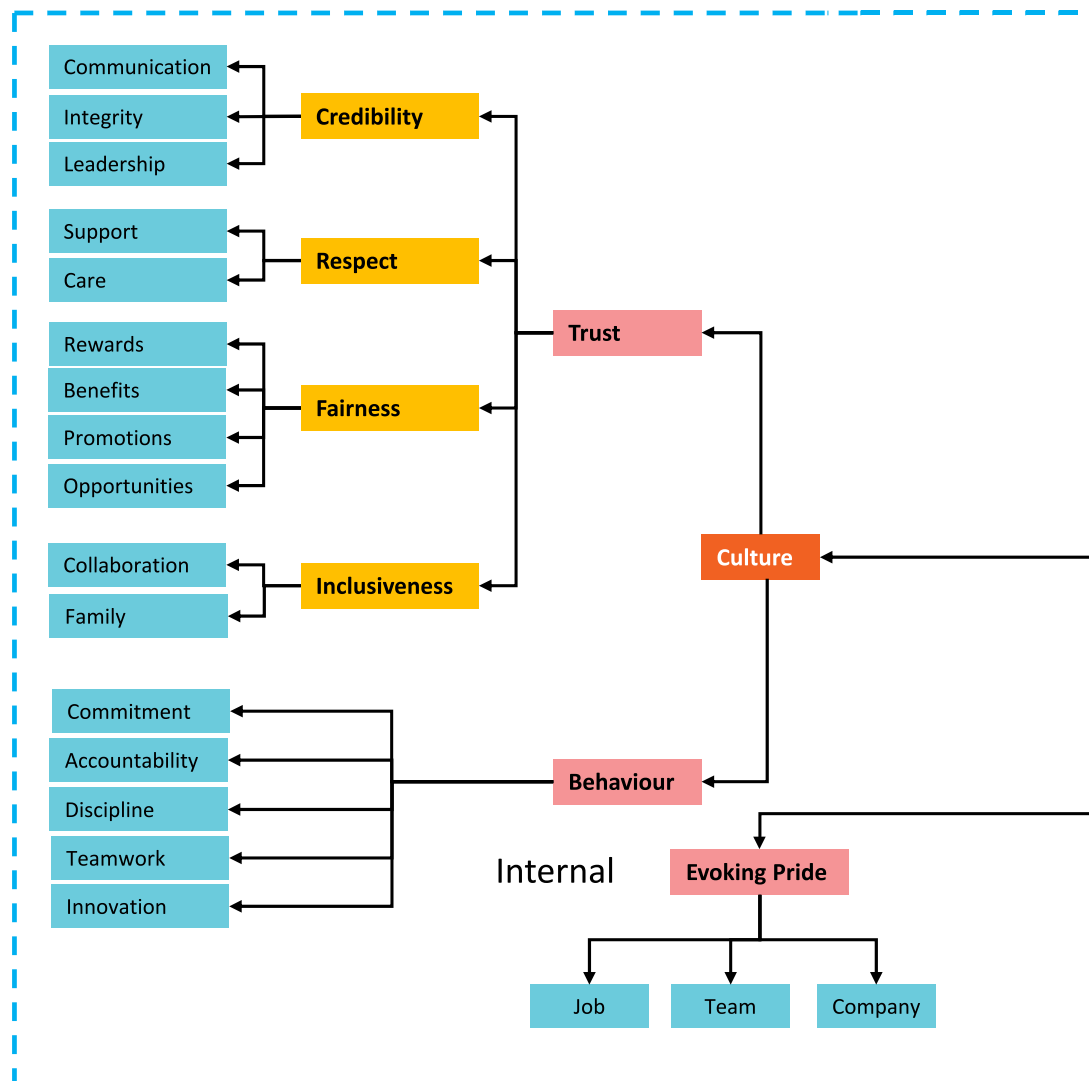 Communication
Integrity
Leadership
Credibility
Support
Care
Respect
Rewards
Benefits
Promotions
Opportunities
Fairness
Collaboration
Family
Inclusiveness
Trust
Culture
Commitment
Accountability
Discipline
Teamwork
Innovation
Behaviour
Internal
Evoking Pride
Job
Team
Company